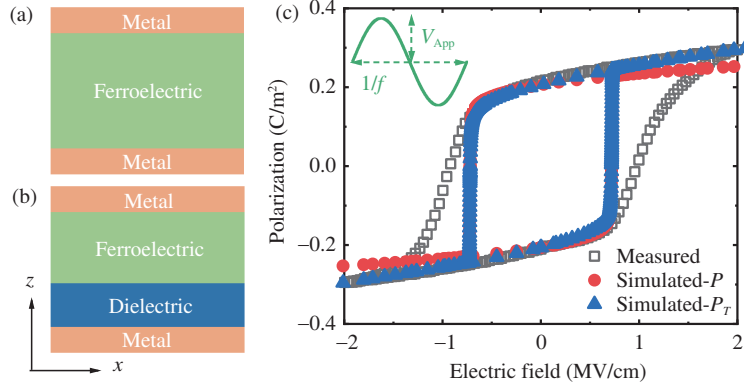 (a)
Metal
Ferroelectric
Metal
(b)
Metal
Ferroelectric
Dielectric
Metal
z
x
(c)
0.4
0.2
0.0
−0.2
−0.4
Polarization (C/m²)
V_App
1/f
Measured
Simulated-P
Simulated-P_T
−2
−1
0
1
2
Electric field (MV/cm)